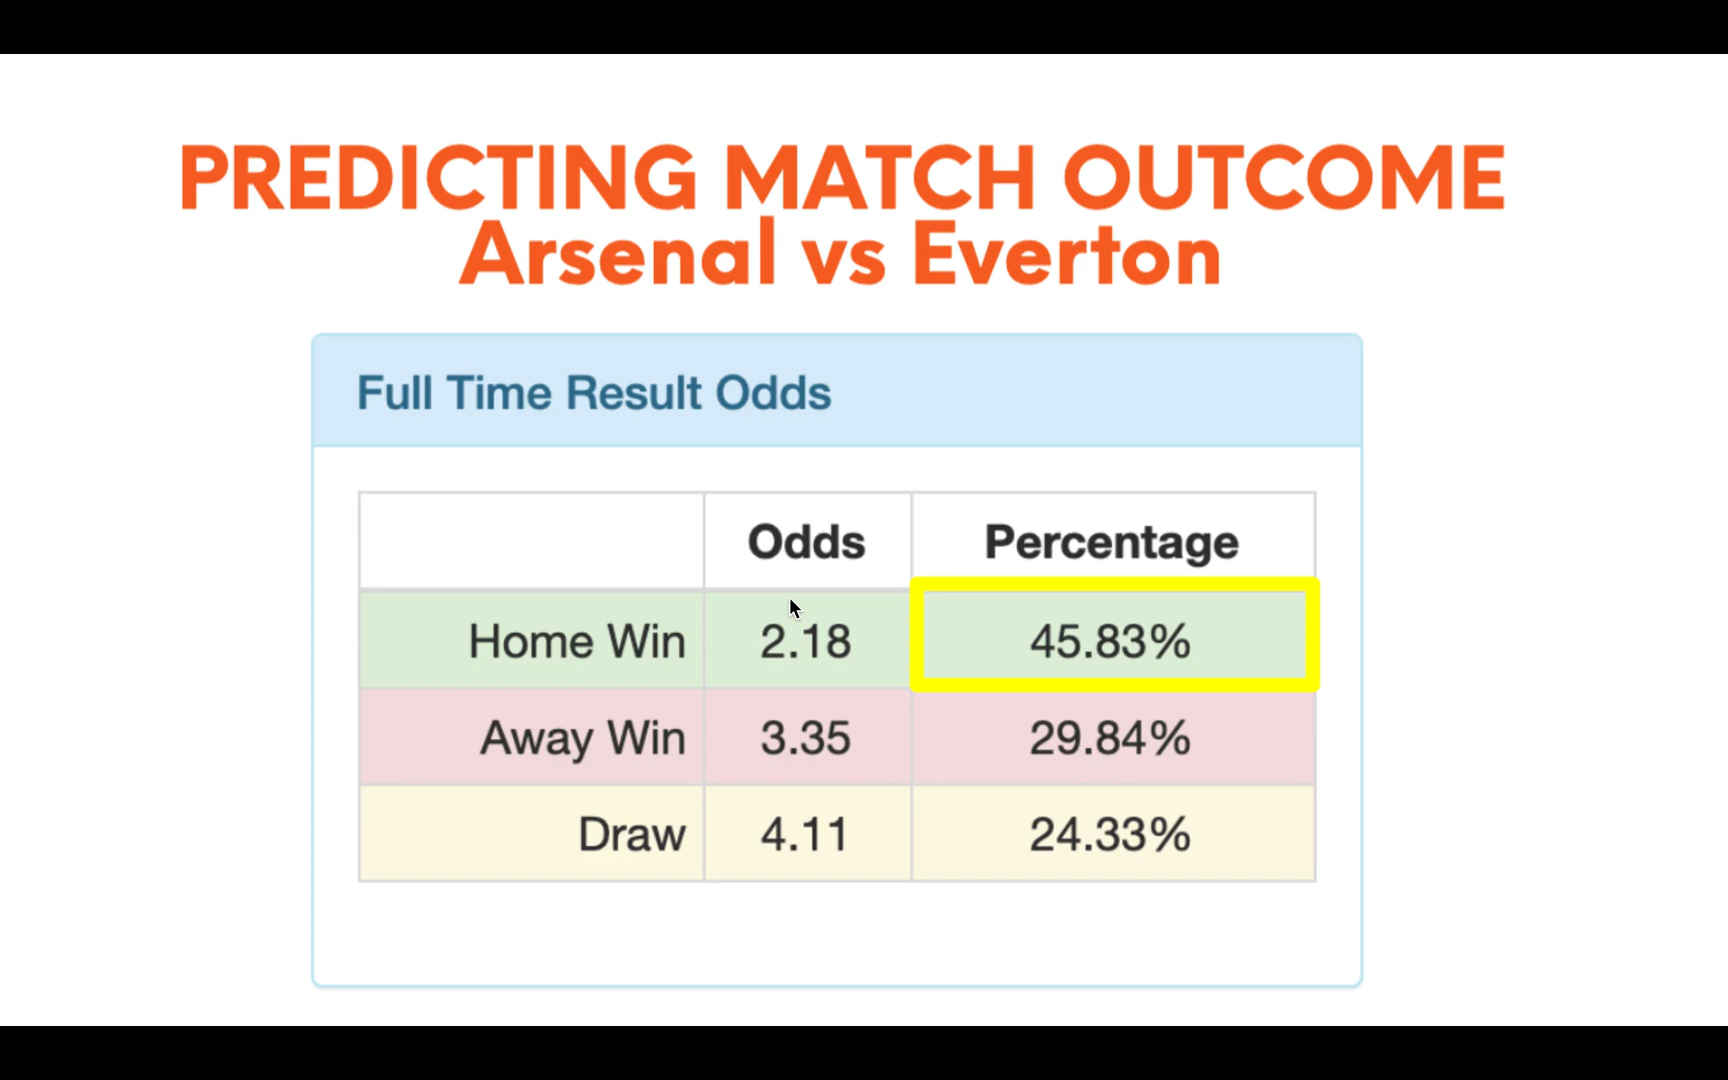 PREDICTING MATCH OUTCOME
Arsenal vs Everton
Full Time Result Odds
Odds Percentage
Home Win 2.18 45.83%
Away Win 3.35 29.84%
Draw 4.11 24.33%